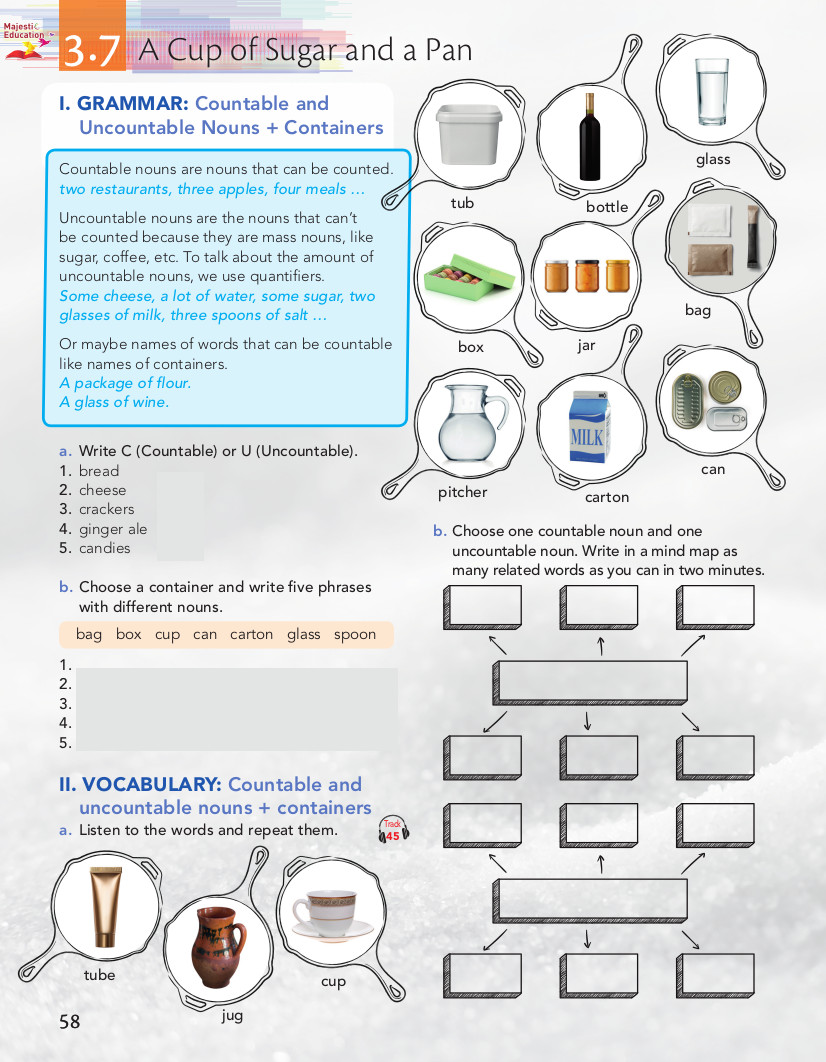 Majestic
Education ™
3.7 A Cup of Sugar and a Pan
I. GRAMMAR: Countable and
Uncountable Nouns + Containers
Countable nouns are nouns that can be counted.
two restaurants, three apples, four meals …
Uncountable nouns are the nouns that can't
be counted because they are mass nouns, like
sugar, coffee, etc. To talk about the amount of
uncountable nouns, we use quantifiers.
Some cheese, a lot of water, some sugar, two
glasses of milk, three spoons of salt …
Or maybe names of words that can be countable
like names of containers.
A package of flour.
A glass of wine.
a. Write C (Countable) or U (Uncountable).
1. bread
2. cheese
3. crackers
4. ginger ale
5. candies
b. Choose a container and write five phrases
with different nouns.
bag box cup can carton glass spoon
1.
2.
3.
4.
5.
II. VOCABULARY: Countable and
uncountable nouns + containers
a. Listen to the words and repeat them.
Track
45
tube
jug
cup
tub
bottle
glass
box
jar
bag
pitcher
MILK
carton
can
b. Choose one countable noun and one
uncountable noun. Write in a mind map as
many related words as you can in two minutes.
58